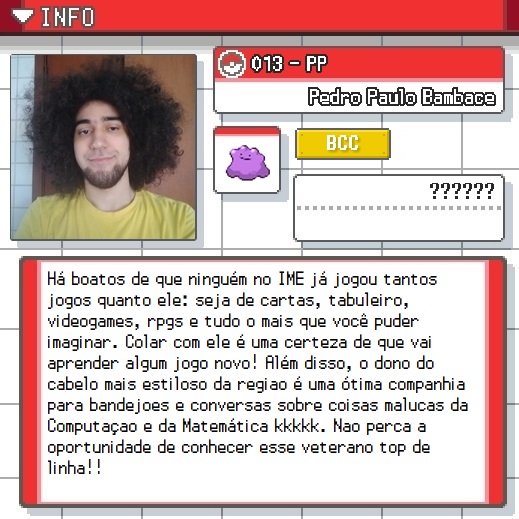 INFO
013 - PP
Pedro Paulo Bambace
BCC
??????
Há boatos de que ninguém no IME já jogou tantos
jogos quanto ele: seja de cartas, tabuleiro,
videogames, rpgs e tudo o mais que você puder
imaginar. Colar com ele é uma certeza de que vai
aprender algum jogo novo! Além disso, o dono do
cabelo mais estiloso da regiao é uma ótima companhia
para bandejoes e conversas sobre coisas malucas da
Computaçao e da Matemática kkkkk. Nao perca a
oportunidade de conhecer esse veterano top de
linha!!